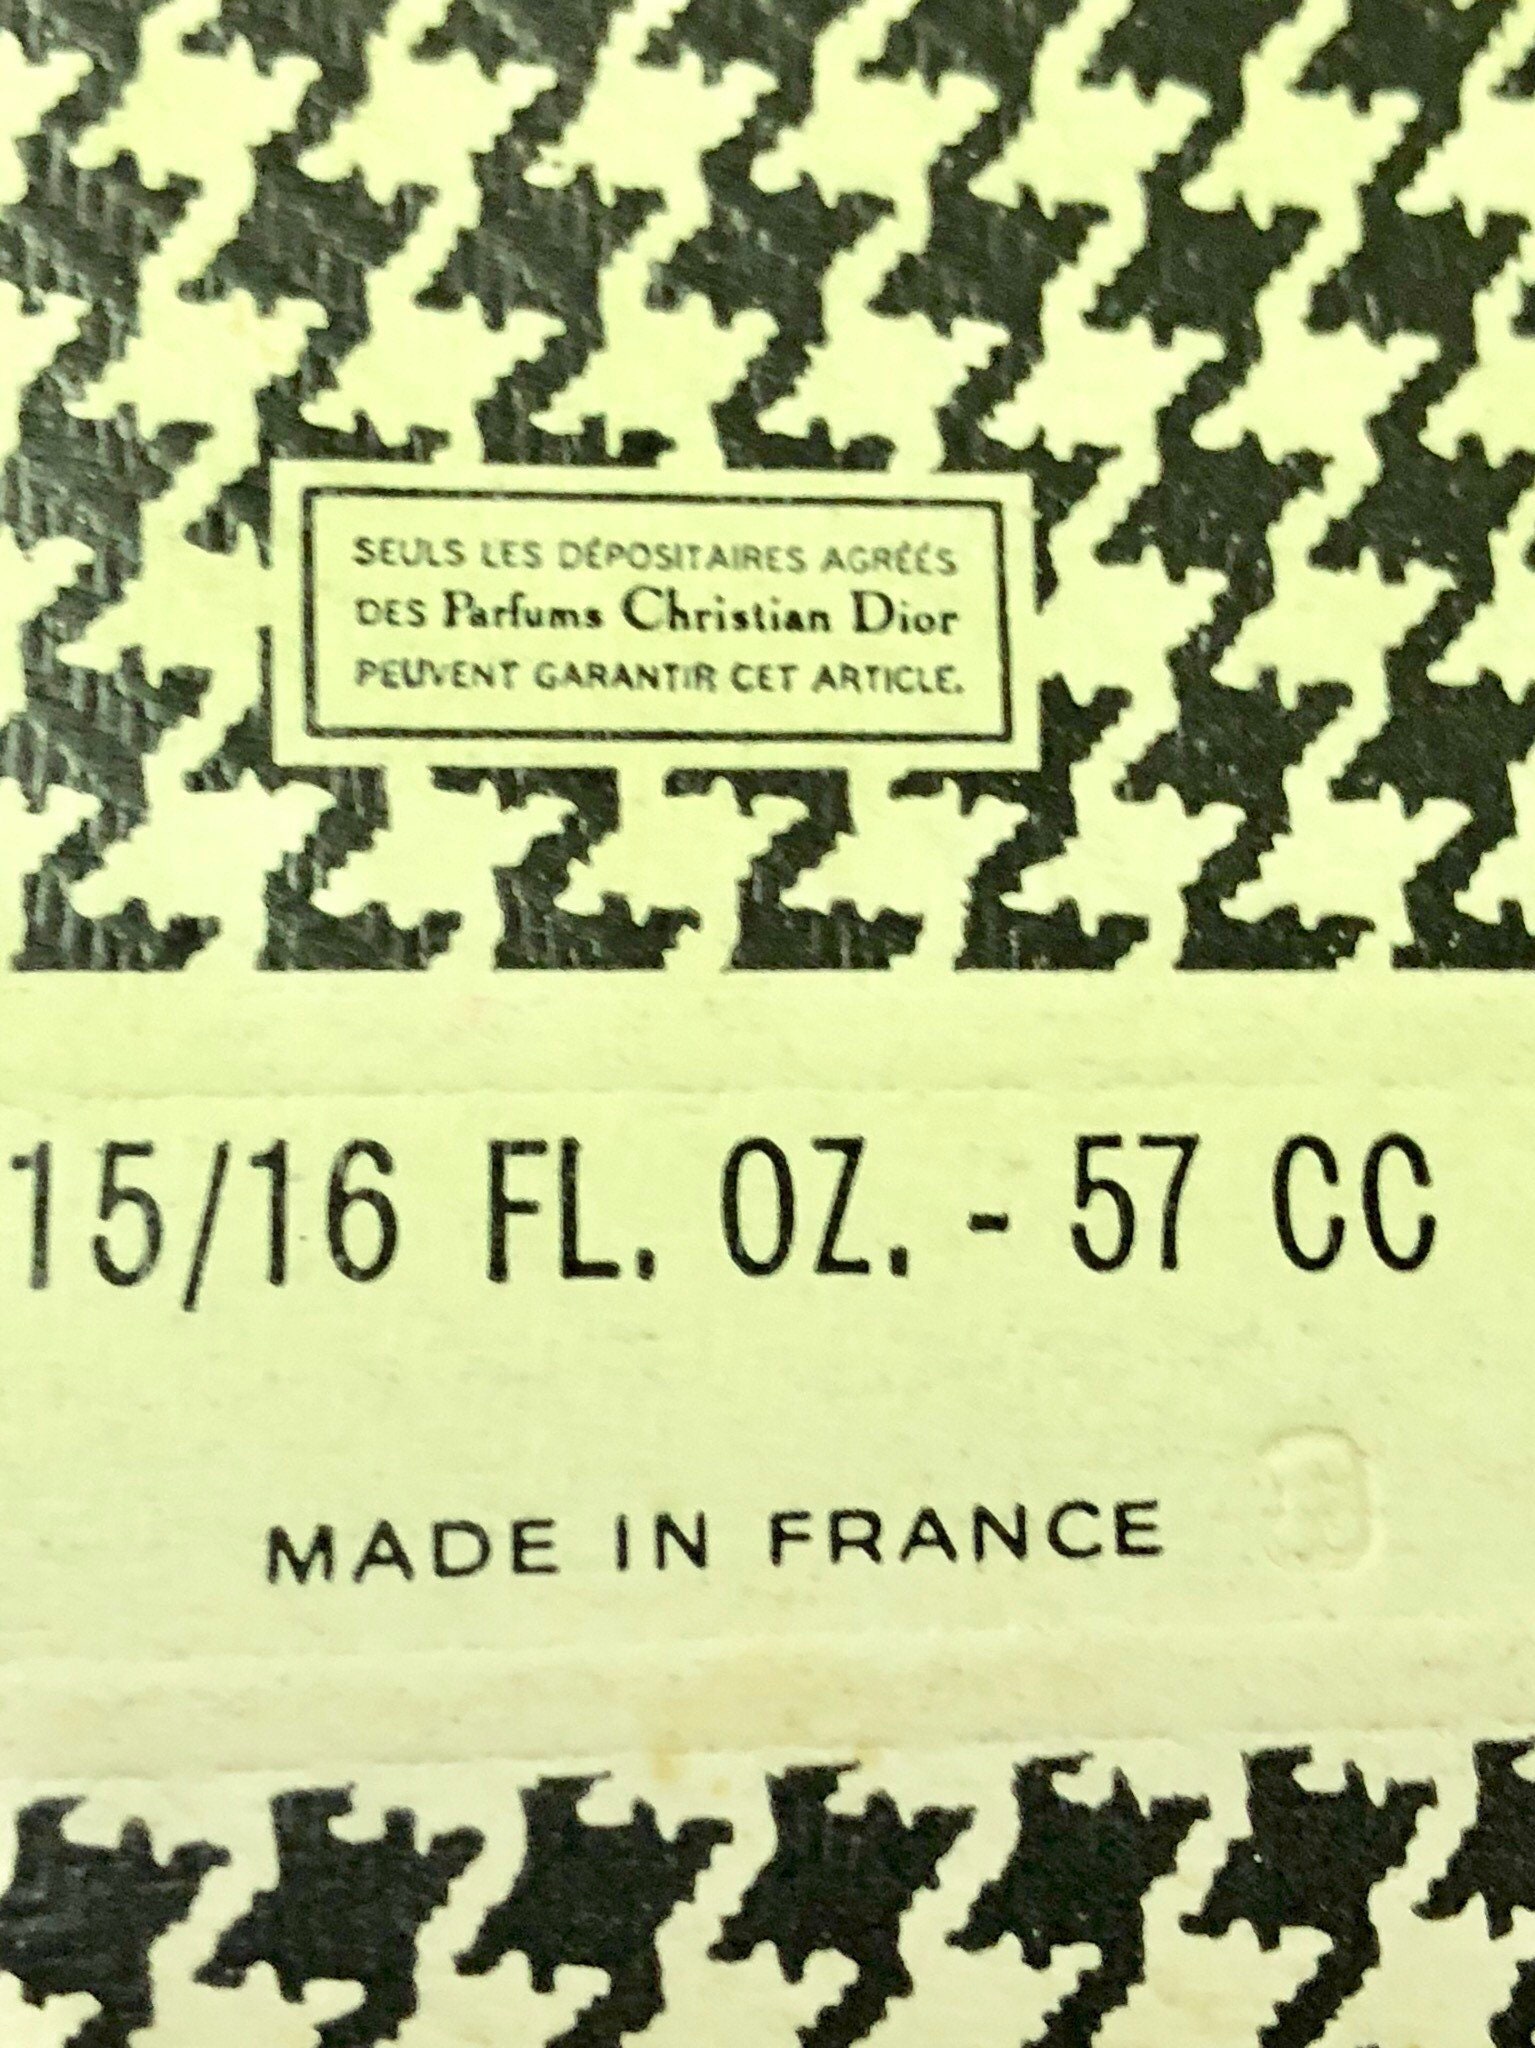 SEULS LES DÉPOSITAIRES AGRÉÉS
DES Parfums Christian Dior
PEUVENT GARANTIR CET ARTICLE.
15/16 FL. OZ. - 57 CC
MADE IN FRANCE